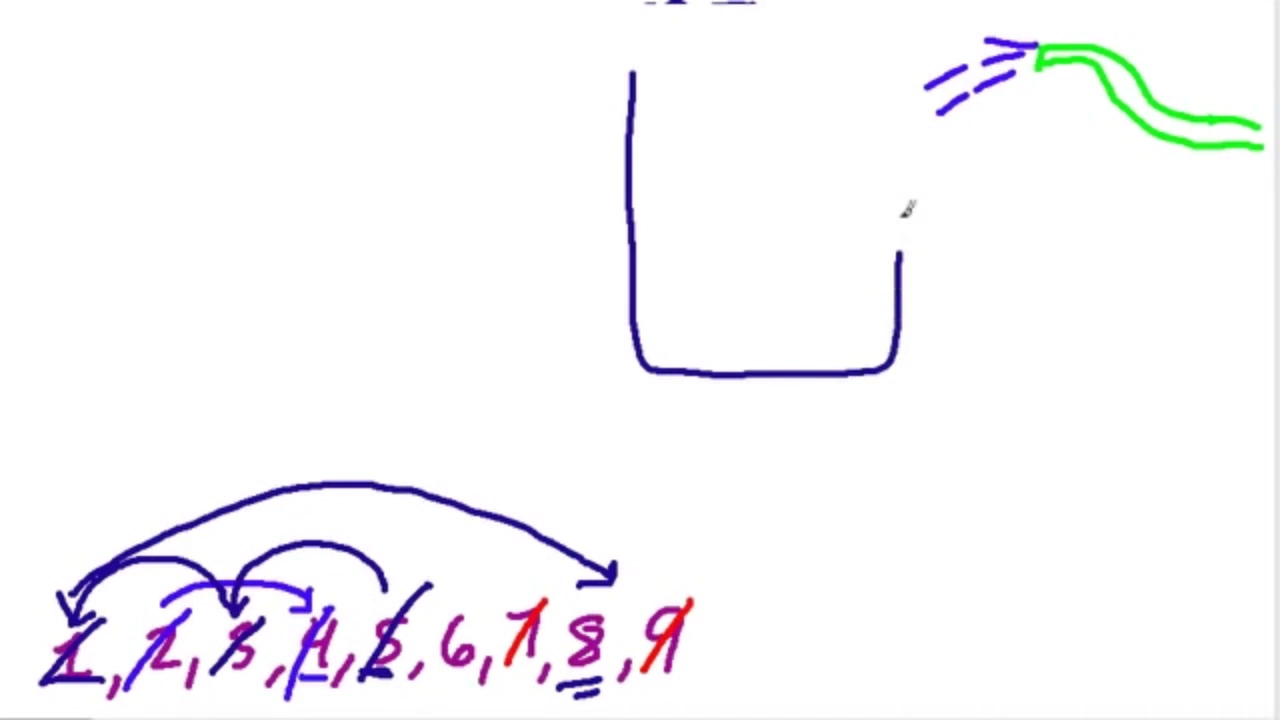 1, 2, 3, 4, 5, 6, 7, 8, 9